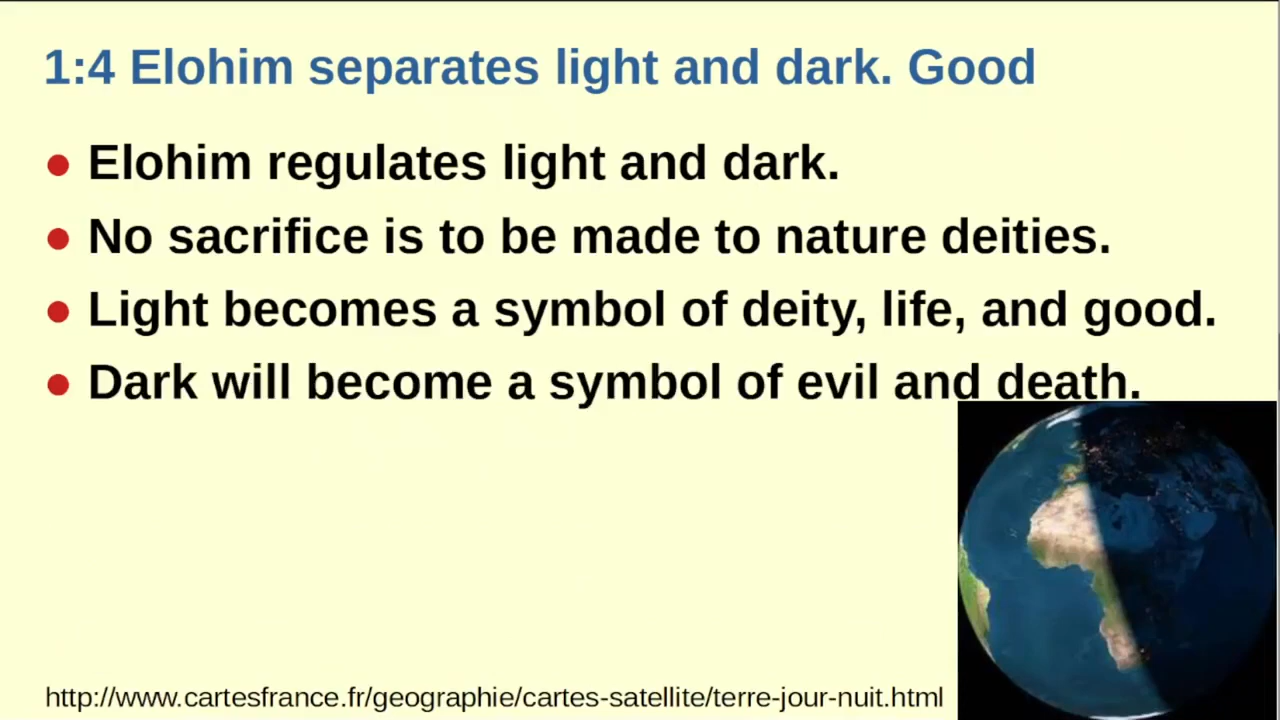 1:4 Elohim separates light and dark. Good
● Elohim regulates light and dark.
● No sacrifice is to be made to nature deities.
● Light becomes a symbol of deity, life, and good.
● Dark will become a symbol of evil and death.
http://www.cartesfrance.fr/geographie/cartes-satellite/terre-jour-nuit.html